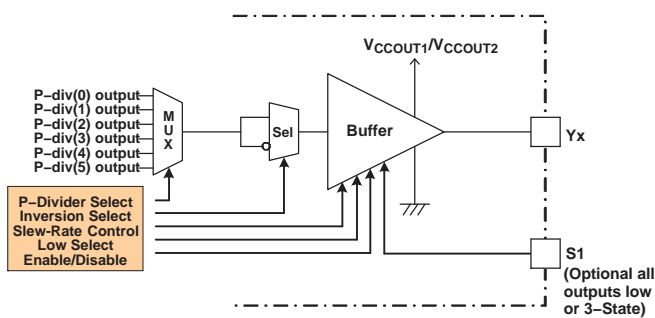 VCCOUT1/VCCOUT2
P–div(0) output
P–div(1) output
P–div(2) output
P–div(3) output
P–div(4) output
P–div(5) output
MUX
Sel
Buffer
Yx
P–Divider Select
Inversion Select
Slew-Rate Control
Low Select
Enable/Disable
S1
(Optional all
outputs low
or 3–State)